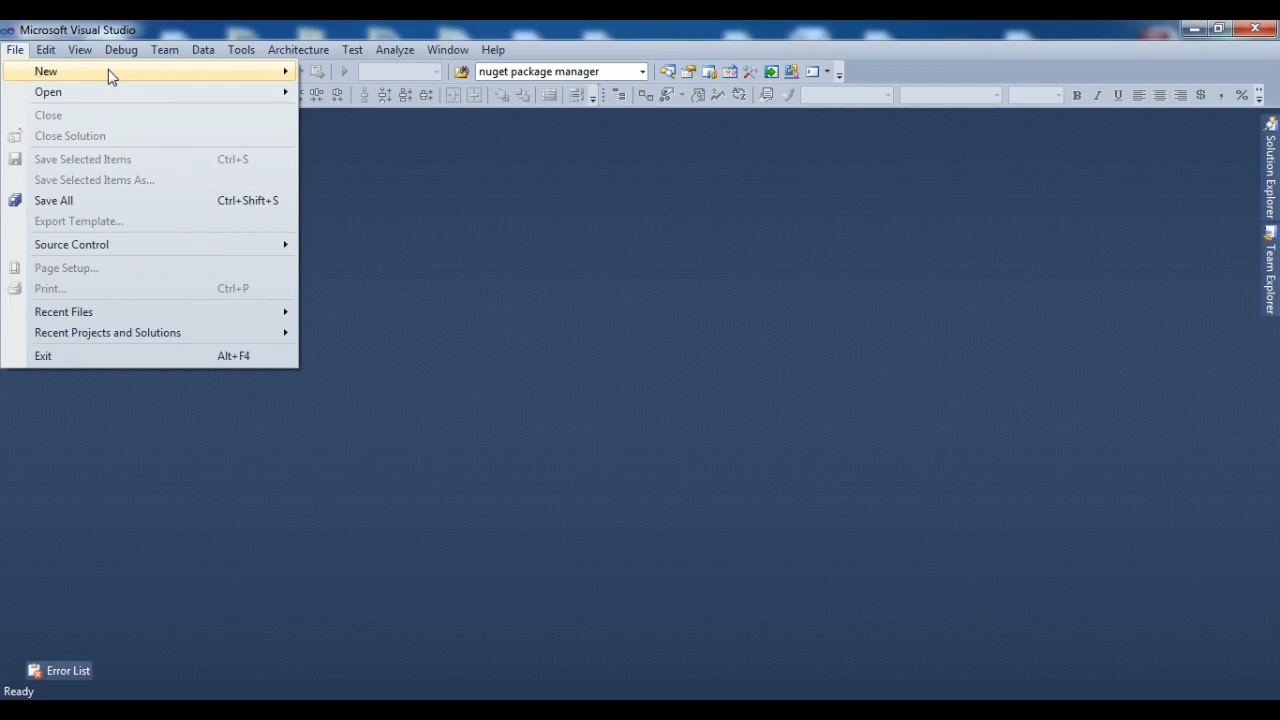 Microsoft Visual Studio
File Edit View Debug Team Data Tools Architecture Test Analyze Window Help
New
nuget package manager
Open
B I U $ , %
Close
Close Solution
Save Selected Items Ctrl+S
Save Selected Items As...
Save All Ctrl+Shift+S
Export Template...
Source Control
Page Setup...
Print... Ctrl+P
Recent Files
Recent Projects and Solutions
Exit Alt+F4
Solution Explorer
Team Explorer
Error List
Ready